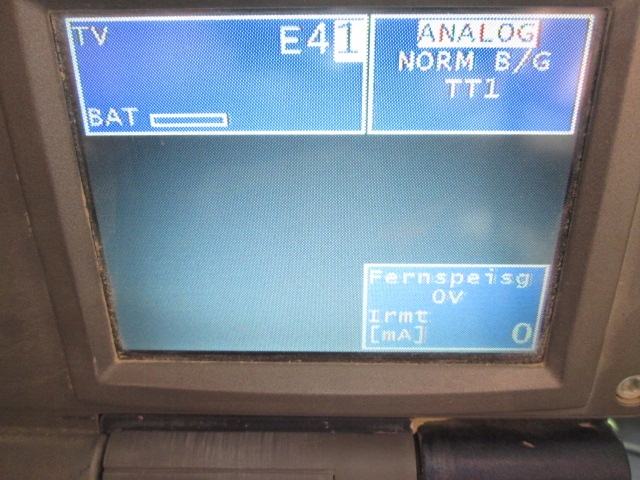 TV
E41
BAT
ANALOG
NORM B/G
TT1
Fernspeisg
0V
Irmt
[mA] 0